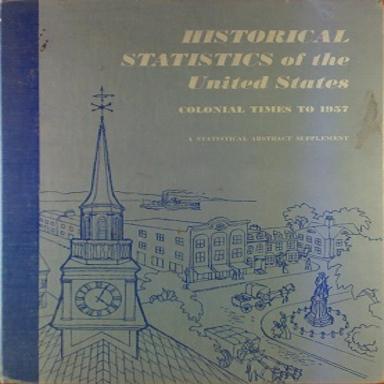 HISTORICAL
STATISTICS of the
United States
COLONIAL TIMES TO 1957
A STATISTICAL ABSTRACT SUPPLEMENT